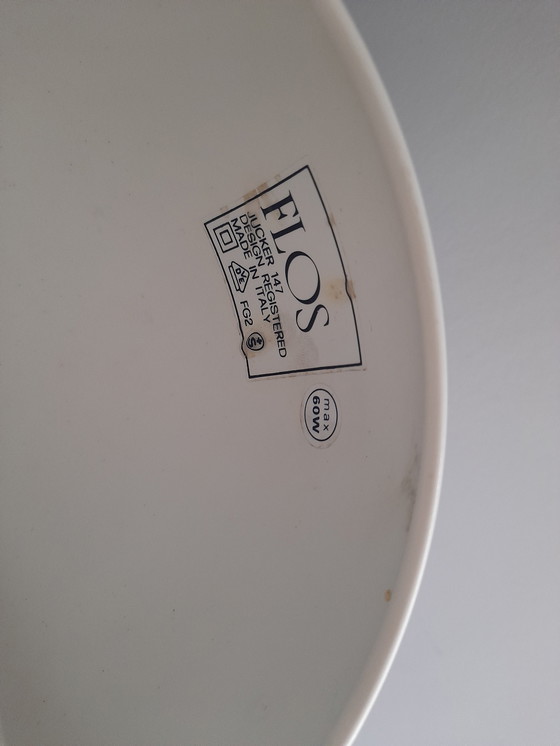 FLOS
JUCKER 147
DESIGN REGISTERED
MADE IN ITALY
FG2 S
max
60W